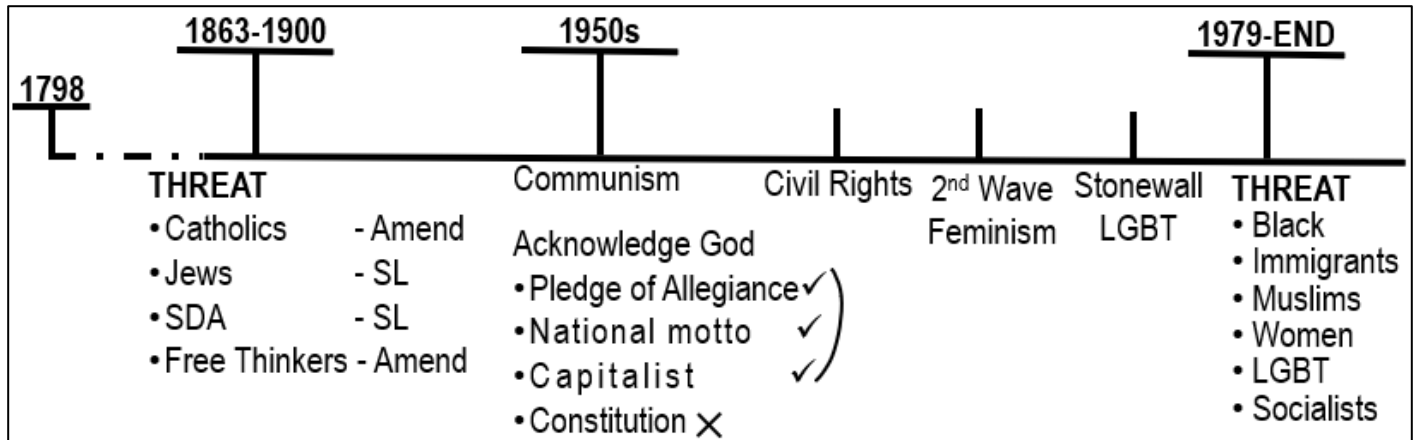 1798
1863-1900
1950s
1979-END
THREAT
•Catholics - Amend
•Jews - SL
•SDA - SL
•Free Thinkers - Amend
Communism
Acknowledge God
•Pledge of Allegiance ✓
•National motto ✓
•Capitalist ✓
•Constitution ✕
Civil Rights
2nd Wave
Feminism
Stonewall
LGBT
THREAT
• Black
• Immigrants
• Muslims
• Women
• LGBT
• Socialists